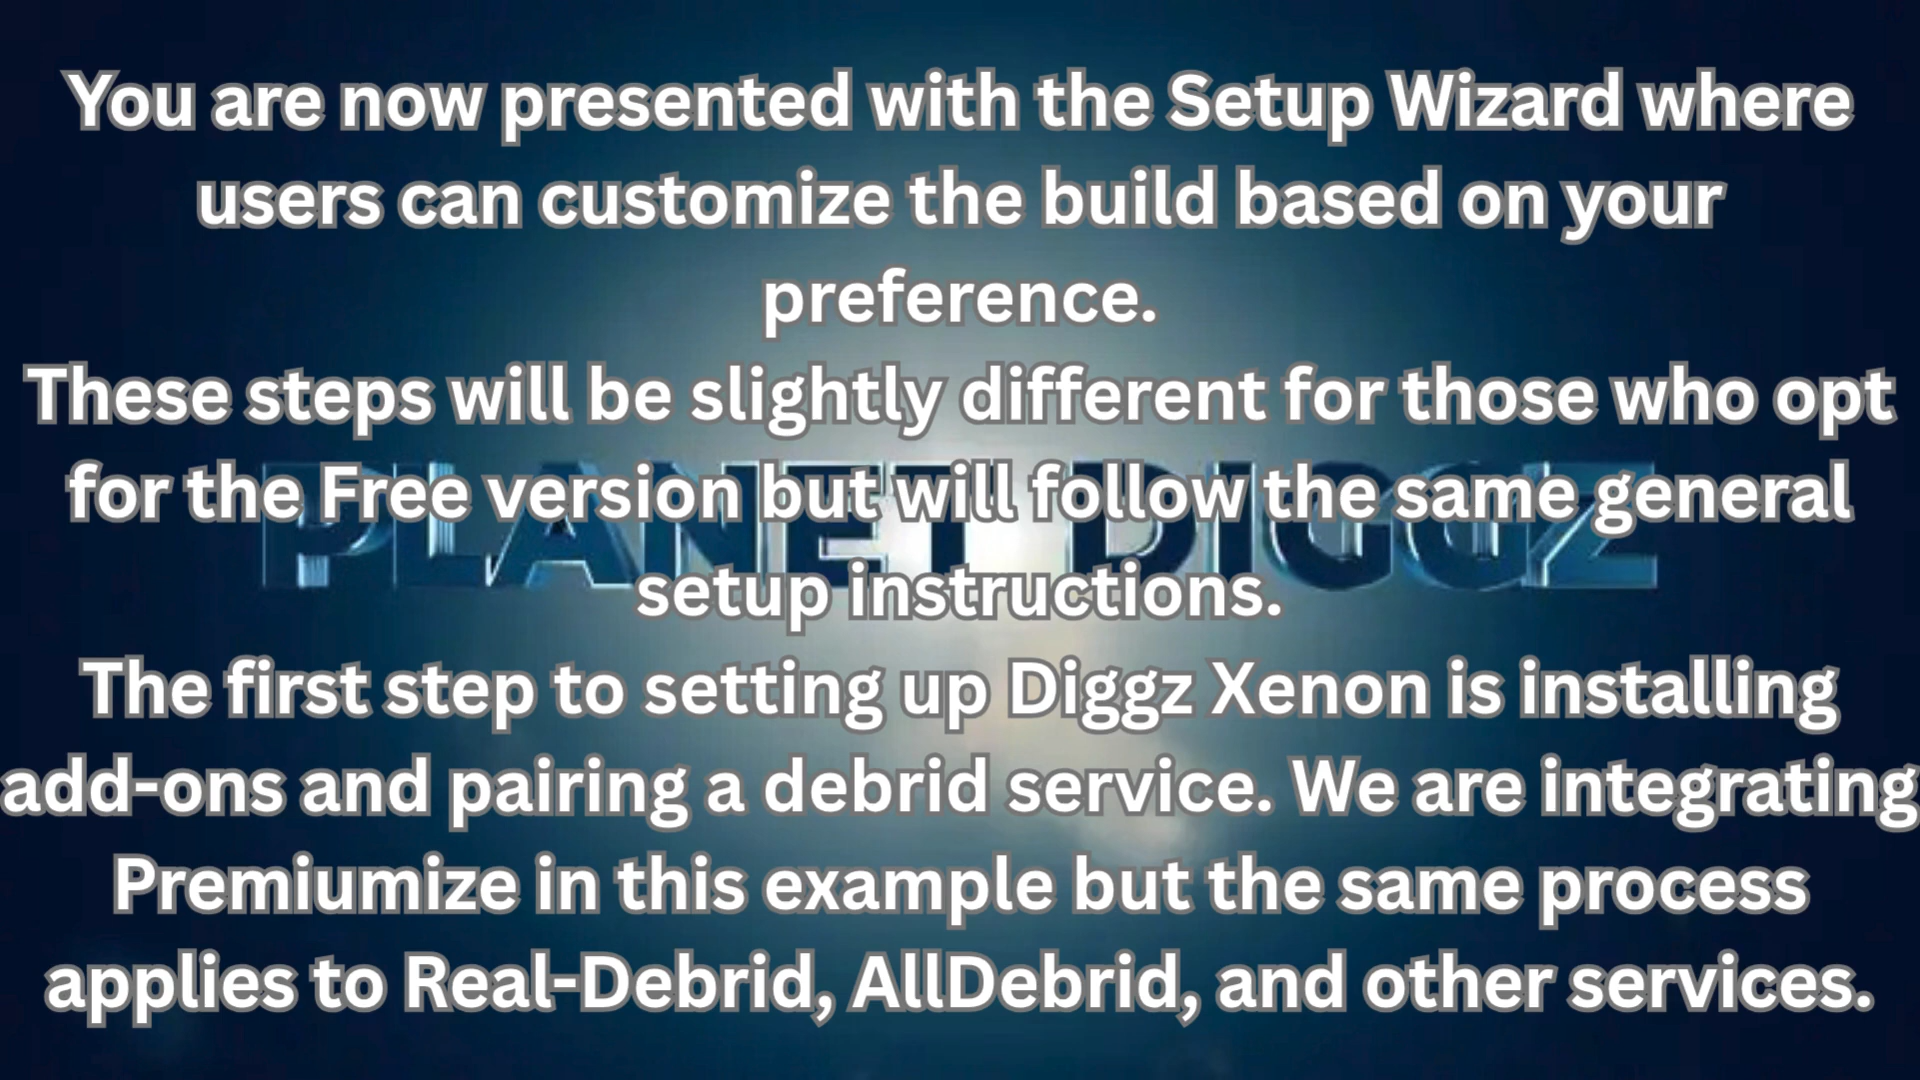 You are now presented with the Setup Wizard where
users can customize the build based on your
preference.
These steps will be slightly different for those who opt
for the Free version but will follow the same general
setup instructions.
PLANET DIGGZ
The first step to setting up Diggz Xenon is installing
add-ons and pairing a debrid service. We are integrating
Premiumize in this example but the same process
applies to Real-Debrid, AllDebrid, and other services.